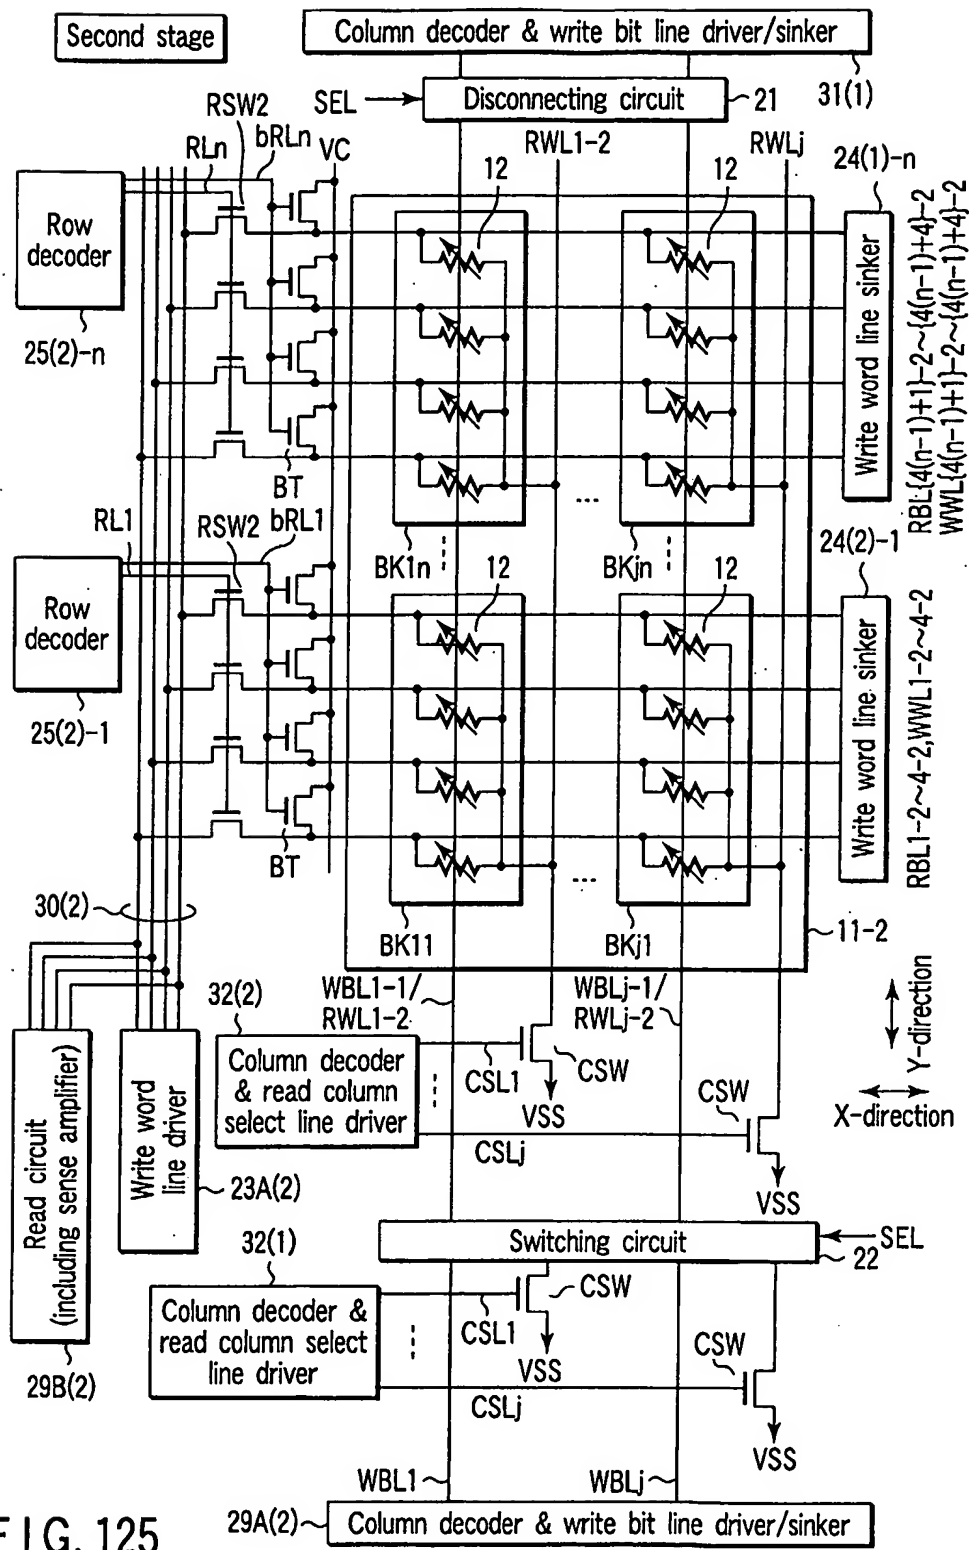 Second stage
Column decoder & write bit line driver/sinker
31(1)
SEL
Disconnecting circuit
21
RSW2
bRLn
RLn
VC
RWL1-2
RWLj
24(1)-n
12
12
Row
decoder
25(2)-n
Write word line sinker
RBL{4(n-1)+1}-2~{4(n-1)+4}-2
WWL{4(n-1)+1}-2~{4(n-1)+4}-2
BT
RL1
RSW2
bRL1
BK1n
...
BKjn
24(2)-1
12
12
Row
decoder
25(2)-1
Write word line sinker
RBL1-2~4-2,WWL1-2~4-2
BT
30(2)
BK11
...
BKj1
11-2
WBL1-1/
RWL1-2
WBLj-1/
RWLj-2
Y-direction
X-direction
32(2)
Column decoder
& read column
select line driver
CSL1
CSW
VSS
CSLj
CSW
VSS
Read circuit
(including sense amplifier)
29B(2)
Write word
line driver
23A(2)
Switching circuit
SEL
22
32(1)
Column decoder &
read column select
line driver
CSL1
CSW
VSS
CSLj
CSW
VSS
WBL1
WBLj
29A(2)
Column decoder & write bit line driver/sinker
FIG. 125